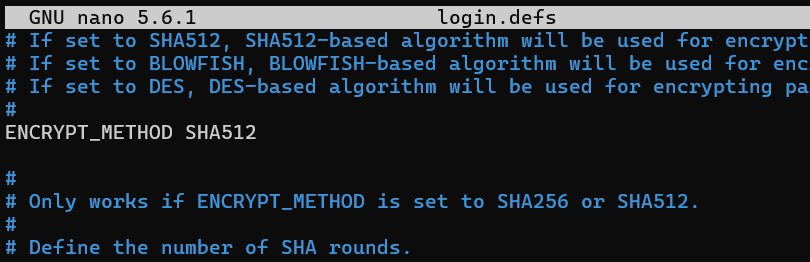 GNU nano 5.6.1 login.defs
# If set to SHA512, SHA512-based algorithm will be used for encrypt
# If set to BLOWFISH, BLOWFISH-based algorithm will be used for enc
# If set to DES, DES-based algorithm will be used for encrypting pa
#
ENCRYPT_METHOD SHA512
#
# Only works if ENCRYPT_METHOD is set to SHA256 or SHA512.
#
# Define the number of SHA rounds.